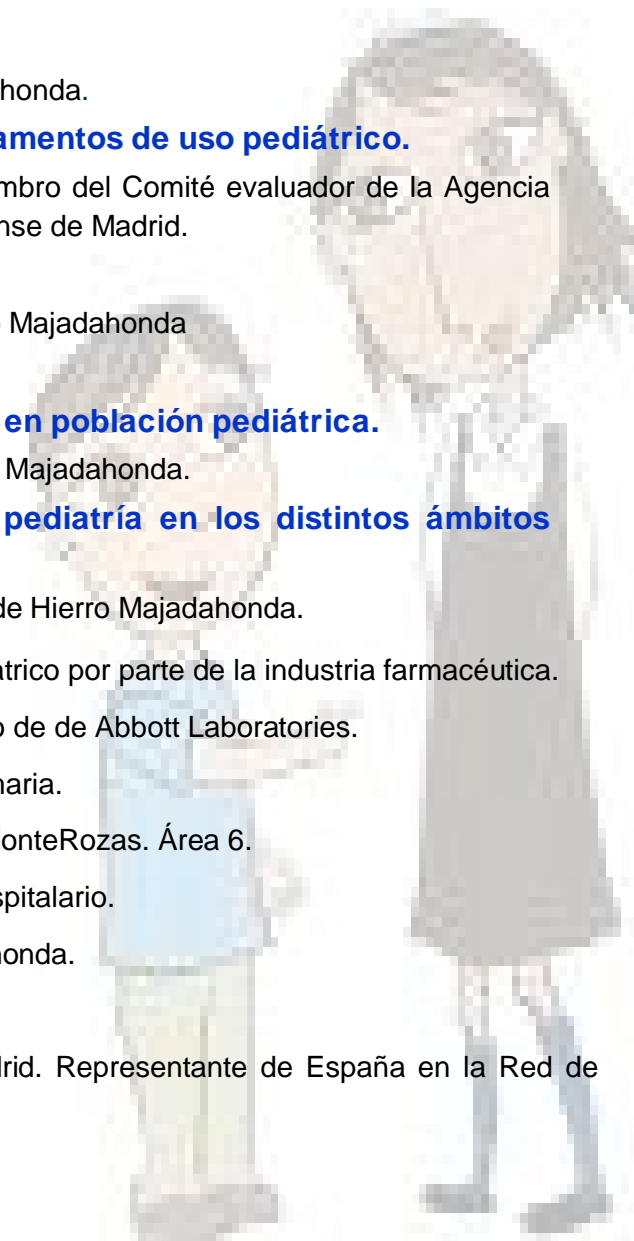 honda.
amentos de uso pediátrico.
mbro del Comité evaluador de la Agencia
nse de Madrid.
Majadahonda
en población pediátrica.
Majadahonda.
pediatría en los distintos ámbitos
de Hierro Majadahonda.
átrico por parte de la industria farmacéutica.
o de de Abbott Laboratories.
naria.
onteRozas. Área 6.
spitalario.
honda.
drid. Representante de España en la Red de